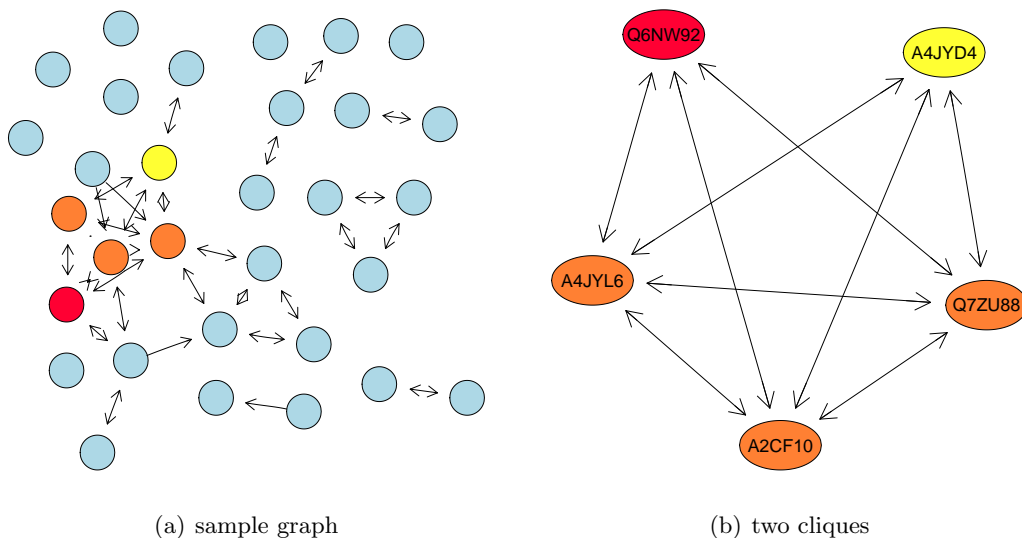 Q6NW92
A4JYD4
A4JYL6
Q7ZU88
A2CF10
(a) sample graph
(b) two cliques